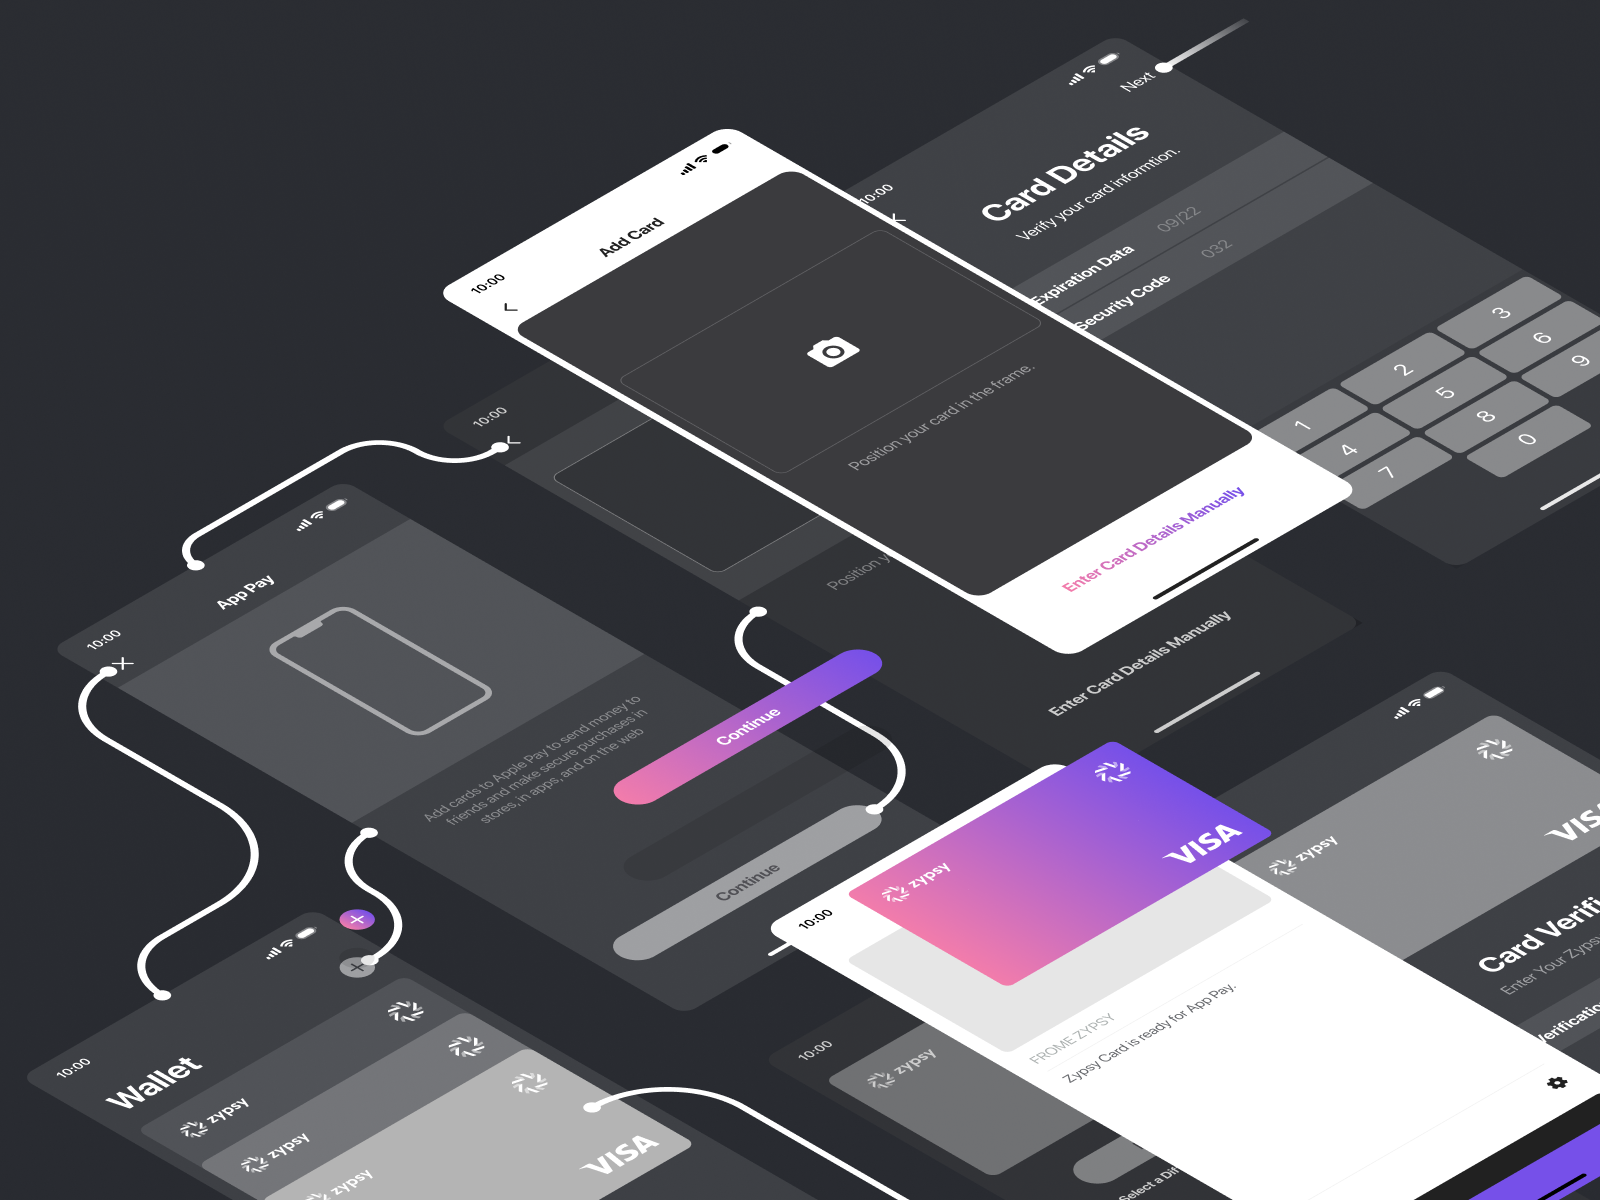 Next
10:00
Card Details
Verify your card informtion.
Expiration Data 09/22
Security Code 032
1 2 3
4 5 6
7 8 9
0
10:00
Add Card
Position your card in the frame.
Enter Card Details Manually
10:00
Position
Enter Card Details Manually
10:00
App Pay
Add cards to Apple Pay to send money to
friends and make secure purchases in
stores, in apps, and on the web
Continue
Continue
10:00
Wallet
zypsy
zypsy
zypsy
VISA
10:00
zypsy
VISA
FROME ZYPSY
Zypsy Card is ready for App Pay.
zypsy
Card
Enter Your Zypsy
10:00
zypsy
Select a